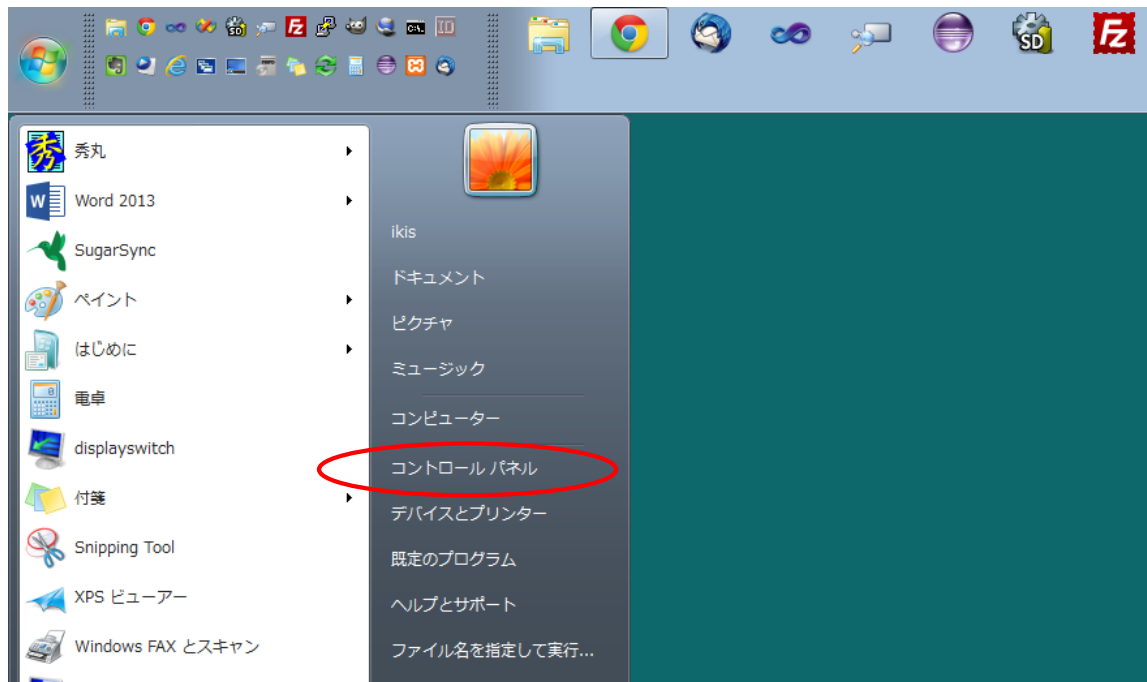 秀丸
Word 2013
SugarSync
ペイント
はじめに
電卓
displayswitch
付箋
Snipping Tool
XPS ビューアー
Windows FAX とスキャン
ikis
ドキュメント
ピクチャ
ミュージック
コンピューター
コントロール パネル
デバイスとプリンター
既定のプログラム
ヘルプとサポート
ファイル名を指定して実行...